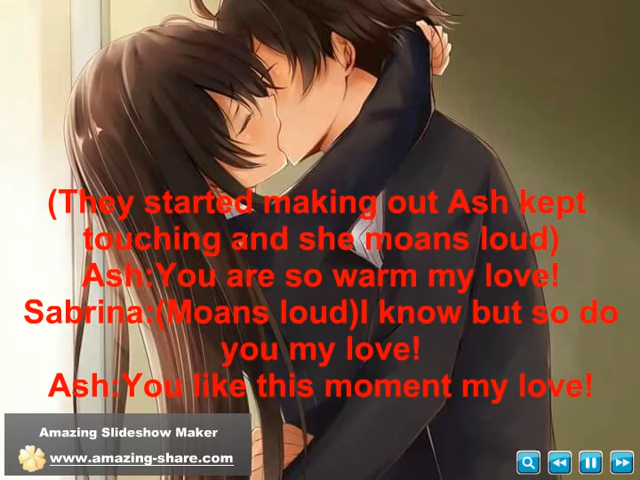 (They started making out Ash kept
touching and she moans loud)
Ash:You are so warm my love!
Sabrina:(Moans loud)I know but so do
you my love!
Ash:You like this moment my love!
Amazing Slideshow Maker
www.amazing-share.com